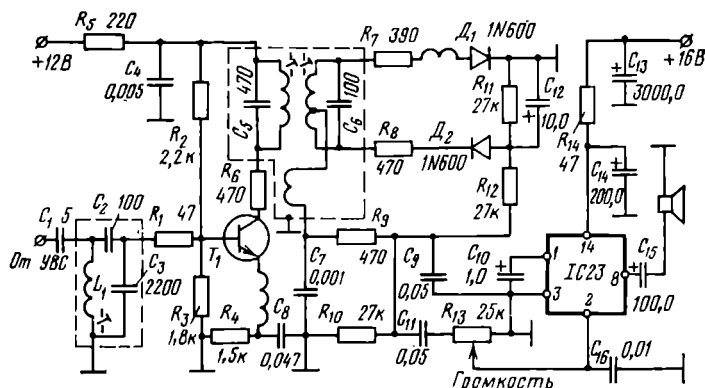 R5 220
+12В
C4
0,005
R2
2,2к
470
C5
R6
470
C6
100
R7 390
Д1 1N600
R11
27к
C12
10,0
R8
470
Д2
1N600
R12
27к
+16В
C13
3000,0
R14
47
C14
200,0
C1 5
C2 100
R1 47
T1
От УВС
L1
C3
2200
R3
1,8к
R4
1,5к
C8
0,047
C7
0,001
R9
470
R10 27к
C9
0,05
C10
1,0
C11
0,05
R13 25к
Громкость
14
1
3
IC23
8
2
C15
100,0
C16 0,01